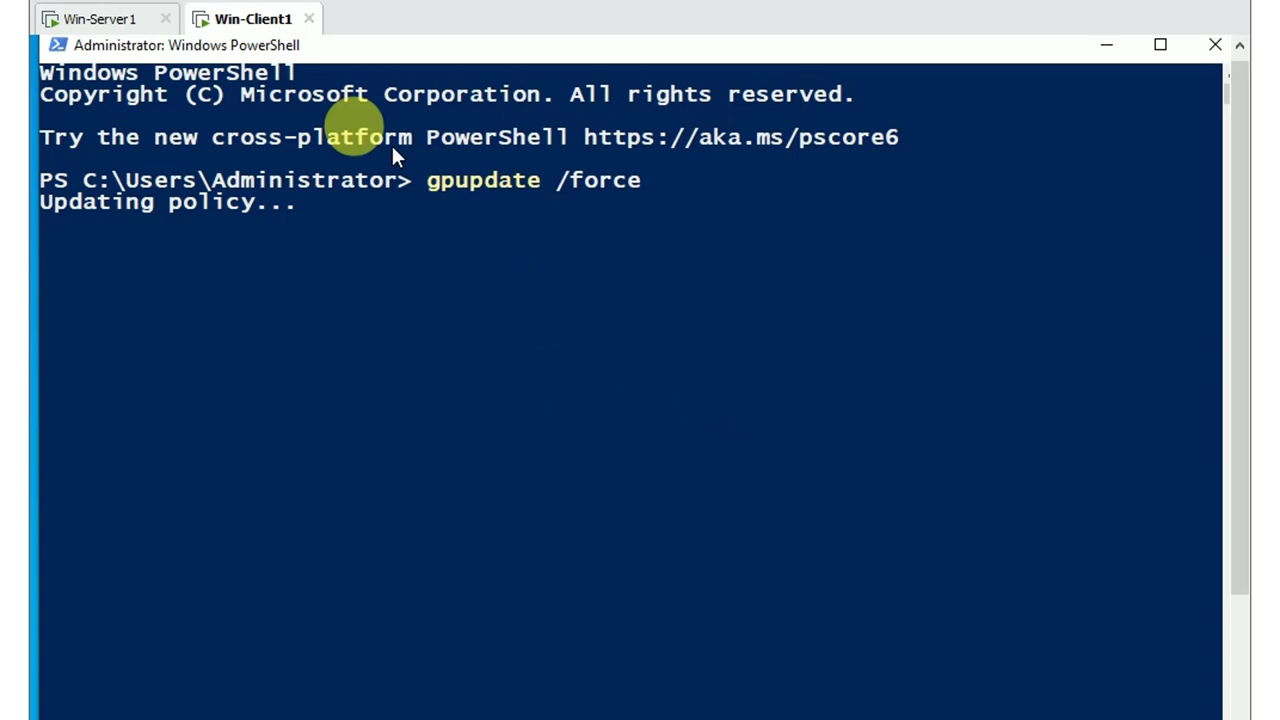 Win-Server1
Win-Client1
Administrator: Windows PowerShell
Windows PowerShell
Copyright (C) Microsoft Corporation. All rights reserved.
Try the new cross-platform PowerShell https://aka.ms/pscore6
PS C:\Users\Administrator> gpupdate /force
Updating policy...